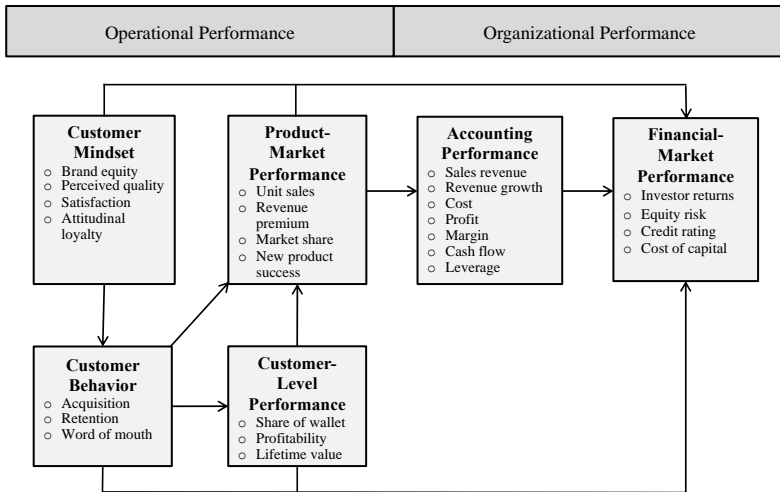 Operational Performance
Organizational Performance
Customer
Mindset
o Brand equity
o Perceived quality
o Satisfaction
o Attitudinal
loyalty
Product-
Market
Performance
o Unit sales
o Revenue
premium
o Market share
o New product
success
Accounting
Performance
o Sales revenue
o Revenue growth
o Cost
o Profit
o Margin
o Cash flow
o Leverage
Financial-
Market
Performance
o Investor returns
o Equity risk
o Credit rating
o Cost of capital
Customer
Behavior
o Acquisition
o Retention
o Word of mouth
Customer-
Level
Performance
o Share of wallet
o Profitability
o Lifetime value